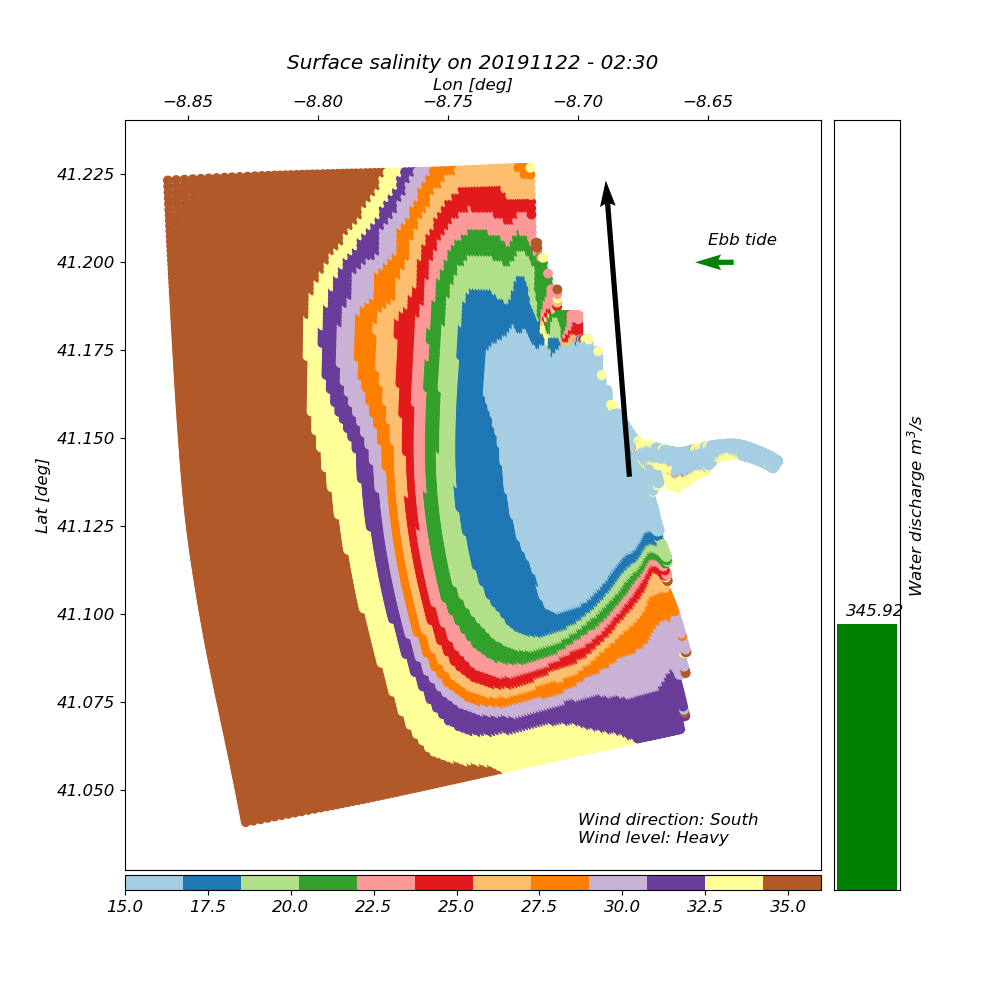 Surface salinity on 20191122 - 02:30
Lon [deg]
−8.85 −8.80 −8.75 −8.70 −8.65
41.225
41.200
41.175
41.150
41.125
41.100
41.075
41.050
Lat [deg]
Ebb tide
Wind direction: South
Wind level: Heavy
15.0 17.5 20.0 22.5 25.0 27.5 30.0 32.5 35.0
345.92
Water discharge m³/s